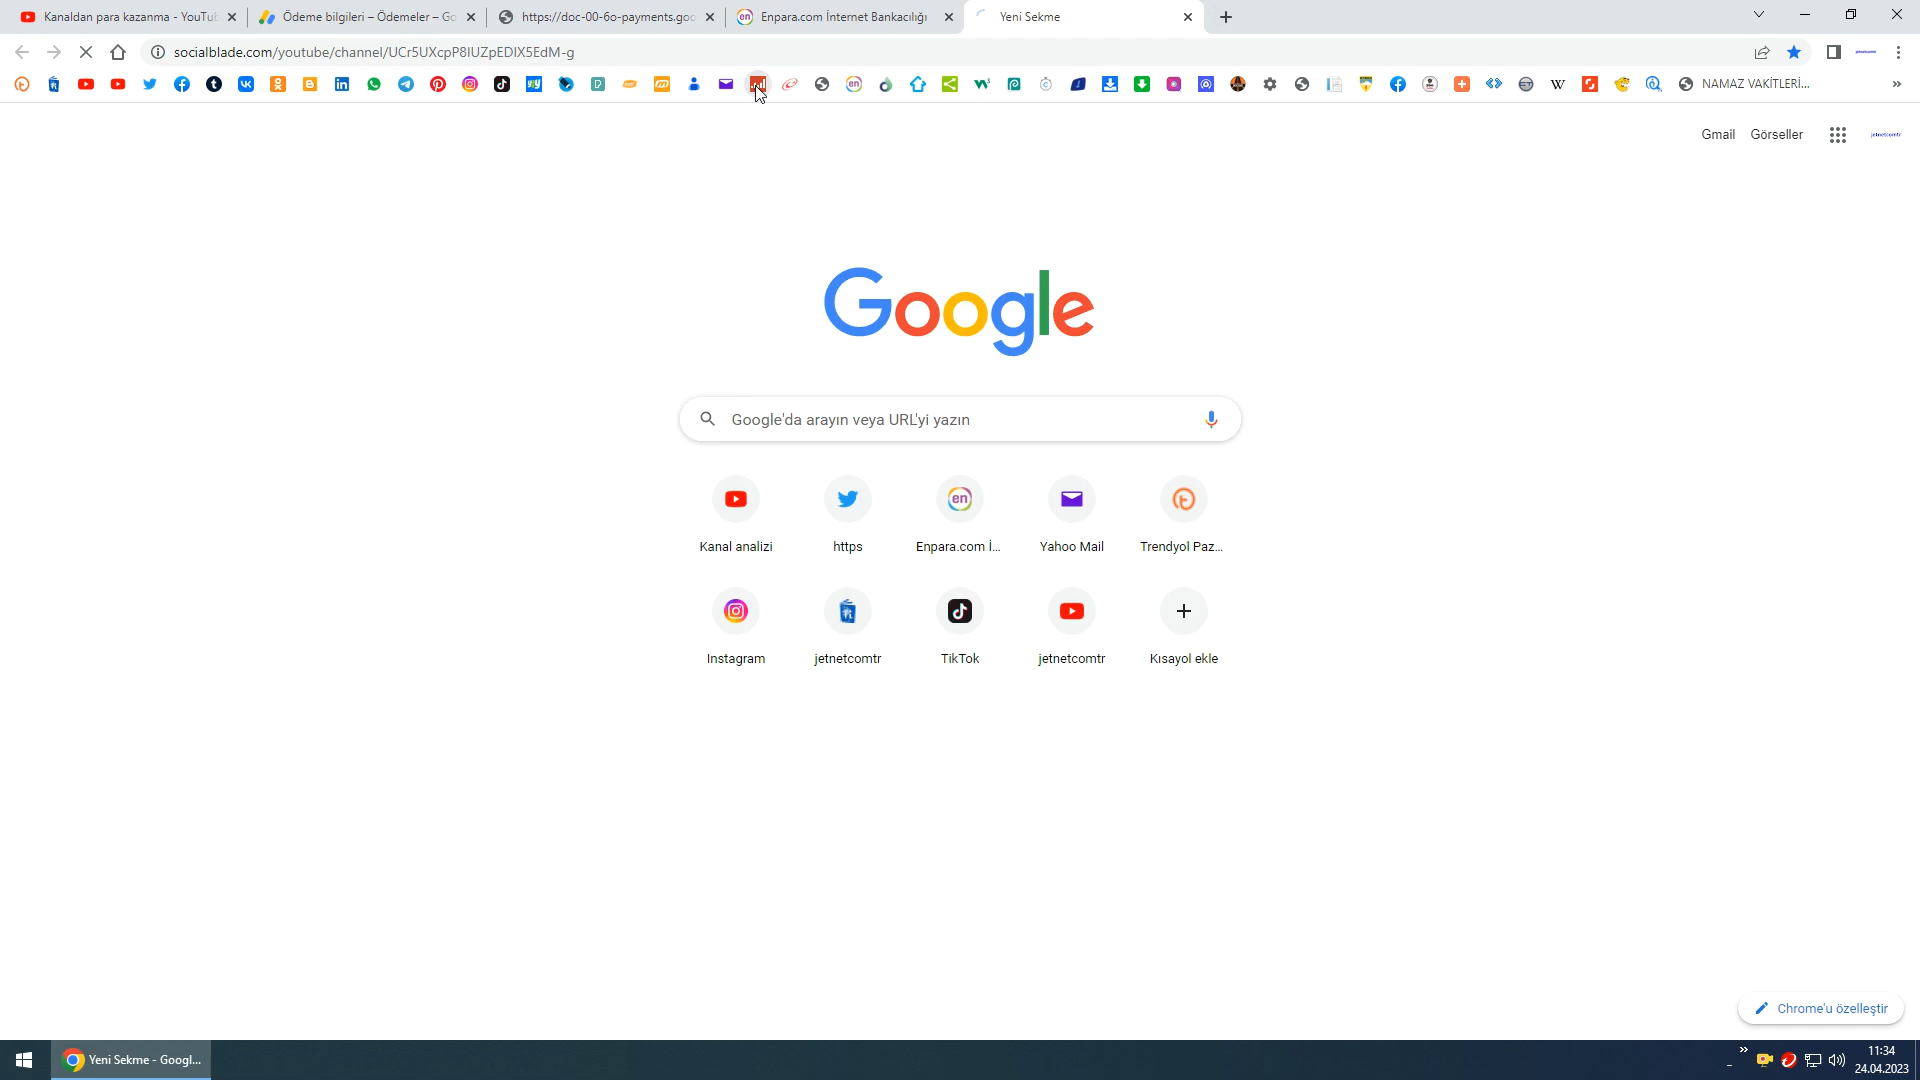 Kanaldan para kazanma - YouTu
Ödeme bilgileri – Ödemeler – Go
https://doc-00-6o-payments.goo
Enpara.com İnternet Bankacılığı
Yeni Sekme
socialblade.com/youtube/channel/UCr5UXcpP8IUZpEDIX5EdM-g
NAMAZ VAKİTLERİ...
Gmail
Görseller
jetnetcomtr
Google
Google'da arayın veya URL'yi yazın
Kanal analizi
https
Enpara.com İ...
Yahoo Mail
Trendyol Paz...
Instagram
jetnetcomtr
TikTok
jetnetcomtr
Kısayol ekle
Chrome'u özelleştir
Yeni Sekme - Googl...
11:34
24.04.2023